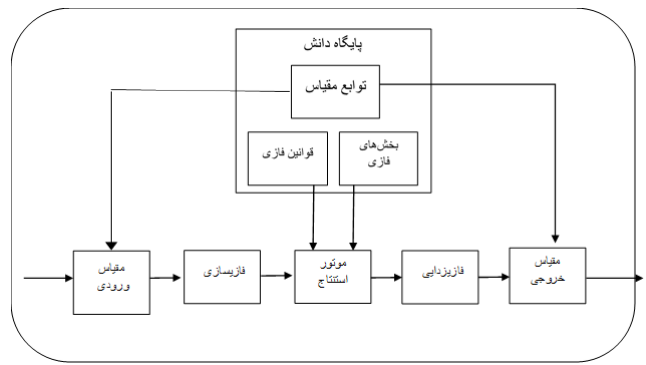 پایگاه دانش
توابع مقیاس
قوانین فازی
بخش‌های
فازی
مقیاس
ورودی
فازیسازی
موتور
استنتاج
فازیزدایی
مقیاس
خروجی